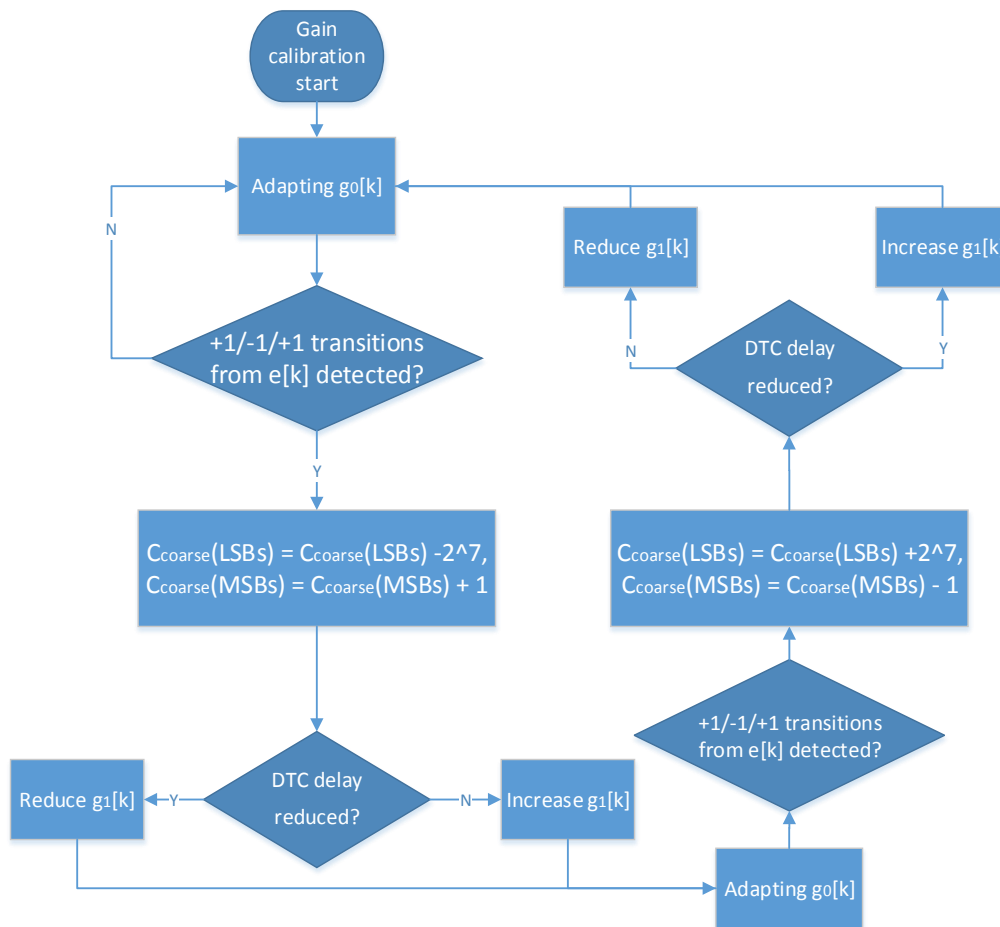 Gain
calibration
start
Adapting g0[k]
N
+1/-1/+1 transitions
from e[k] detected?
Y
Ccoarse(LSBs) = Ccoarse(LSBs) -2^7,
Ccoarse(MSBs) = Ccoarse(MSBs) + 1
DTC delay
reduced?
Y
N
Reduce g1[k]
Increase g1[k]
Adapting g0[k]
+1/-1/+1 transitions
from e[k] detected?
Ccoarse(LSBs) = Ccoarse(LSBs) +2^7,
Ccoarse(MSBs) = Ccoarse(MSBs) - 1
DTC delay
reduced?
N
Y
Reduce g1[k]
Increase g1[k